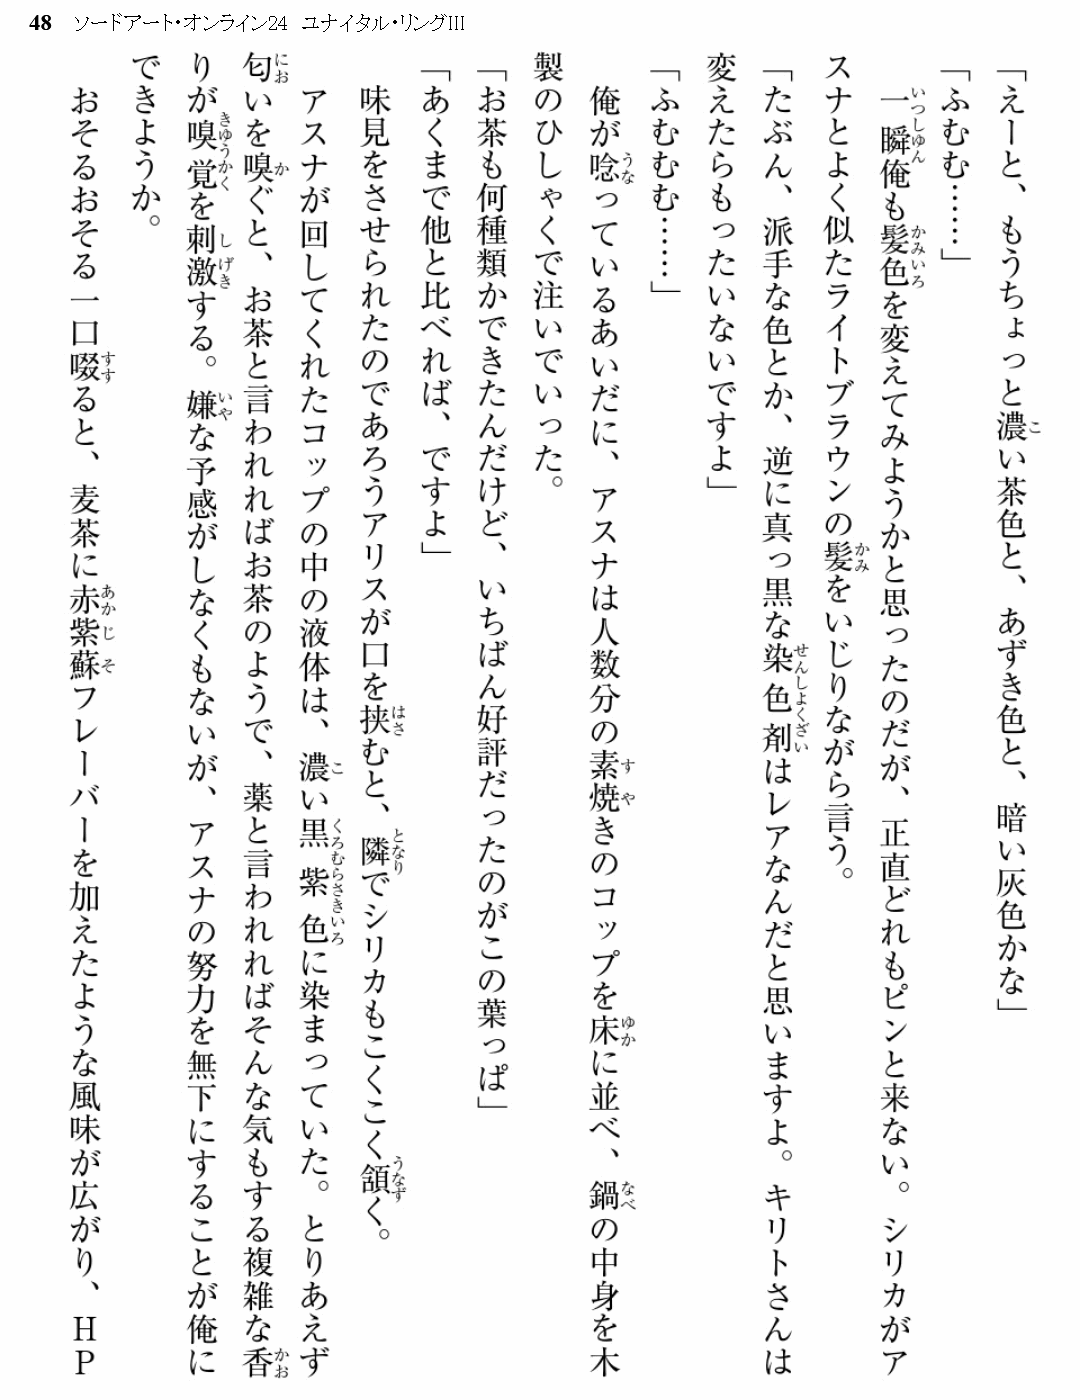 48 ソードアート・オンライン24 ユナイタル・リングIII
「えーと、もうちょっと濃い茶色と、あずき色と、暗い灰色かな」
「ふむむ……」
　一瞬俺も髪色を変えてみようかと思ったのだが、正直どれもピンと来ない。シリカがア
スナとよく似たライトブラウンの髪をいじりながら言う。
「たぶん、派手な色とか、逆に真っ黒な染色剤はレアなんだと思いますよ。キリトさんは
変えたらもったいないですよ」
「ふむむむ……」
　俺が唸っているあいだに、アスナは人数分の素焼きのコップを床に並べ、鍋の中身を木
製のひしゃくで注いでいった。
「お茶も何種類かできたんだけど、いちばん好評だったのがこの葉っぱ」
「あくまで他と比べれば、ですよ」
　味見をさせられたのであろうアリスが口を挟むと、隣でシリカもこくこく頷く。
　アスナが回してくれたコップの中の液体は、濃い黒紫色に染まっていた。とりあえず
匂いを嗅ぐと、お茶と言われればお茶のようで、薬と言われればそんな気もする複雑な香
りが嗅覚を刺激する。嫌な予感がしなくもないが、アスナの努力を無下にすることが俺に
できようか。
　おそるおそる一口啜ると、麦茶に赤紫蘇フレーバーを加えたような風味が広がり、ＨＰ